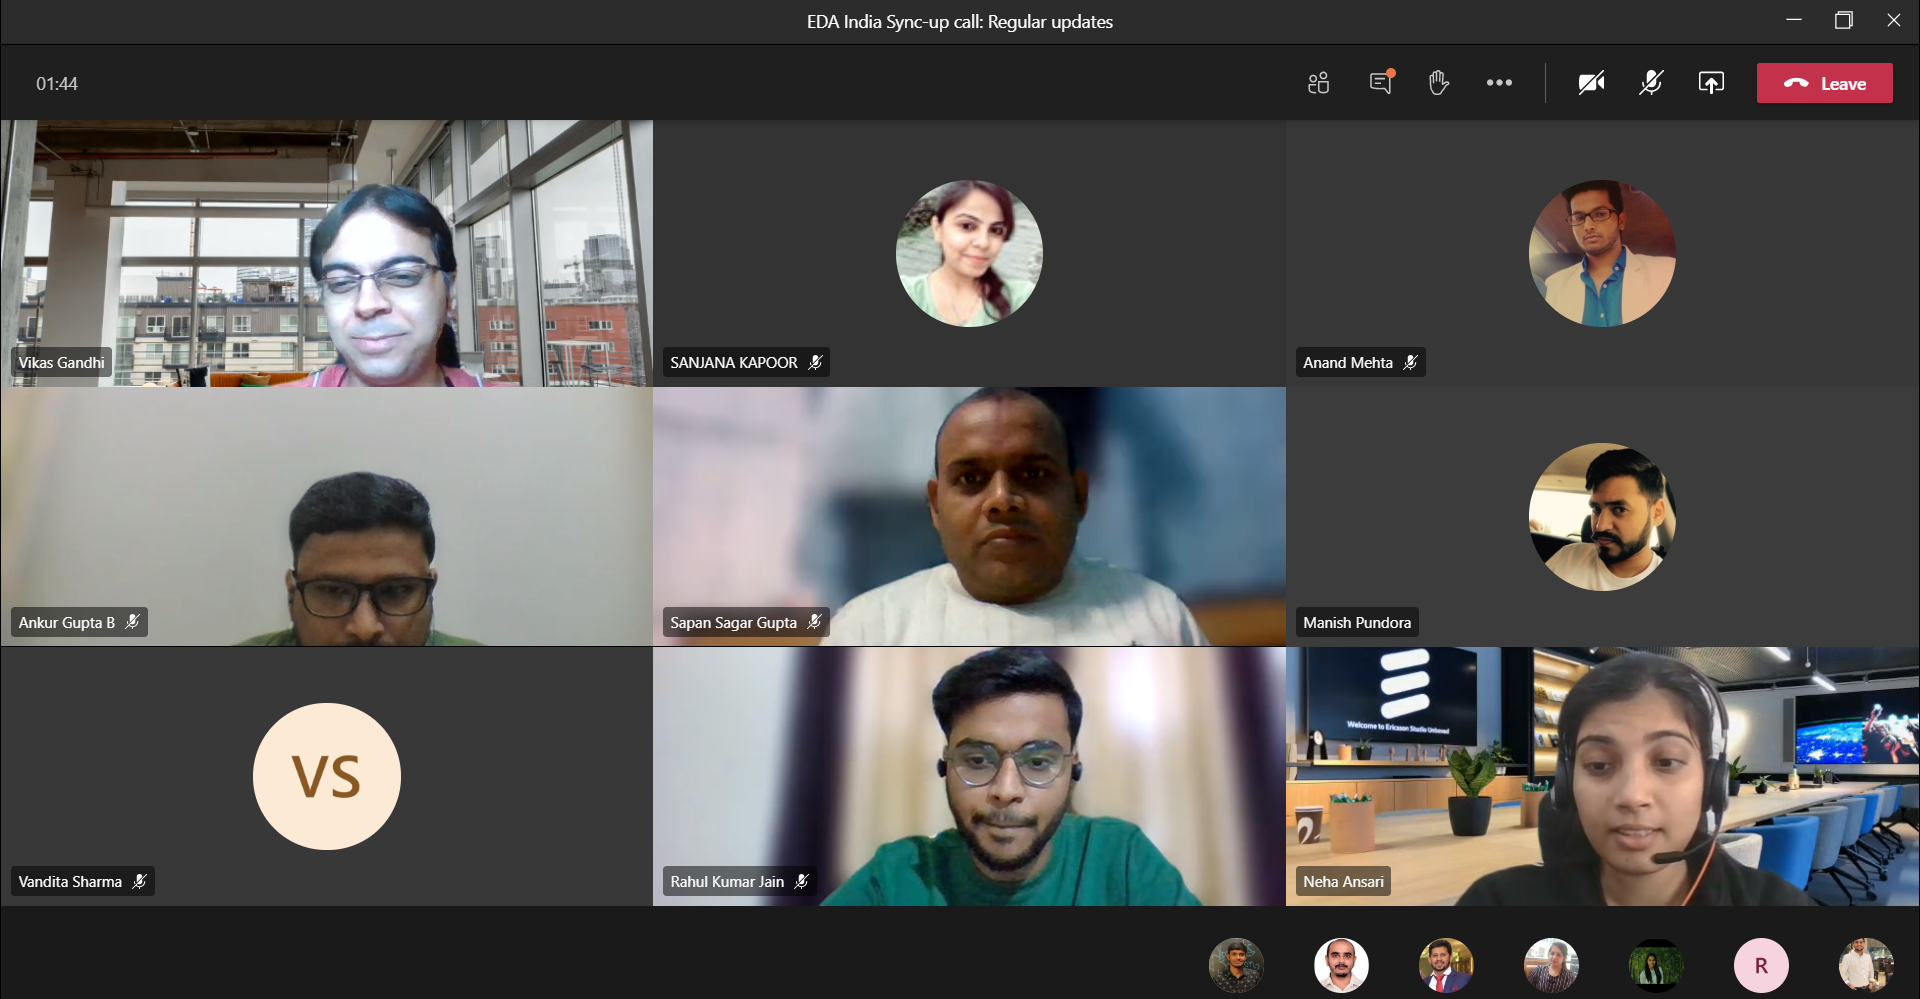 EDA India Sync-up call: Regular updates
01:44
Leave
Vikas Gandhi
SANJANA KAPOOR
Anand Mehta
Ankur Gupta B
Sapan Sagar Gupta
Manish Pundora
VS
Welcome to Ericsson Studio Unboxed
Vandita Sharma
Rahul Kumar Jain
Neha Ansari
R